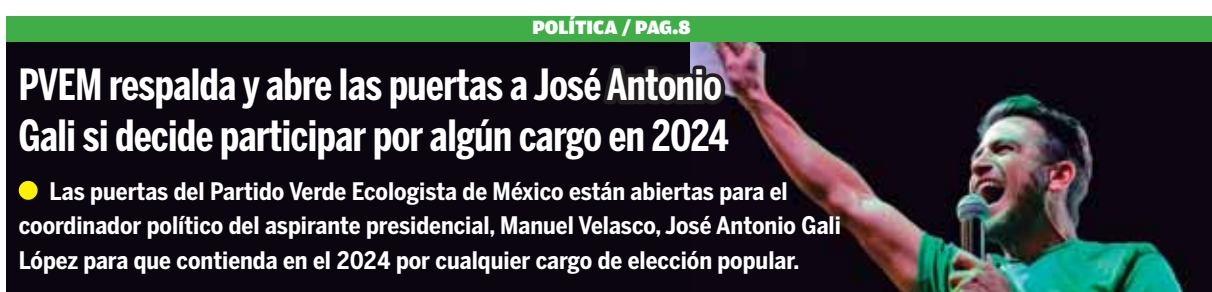 POLÍTICA / PAG.8
PVEM respalda y abre las puertas a José Antonio
Gali si decide participar por algún cargo en 2024
Las puertas del Partido Verde Ecologista de México están abiertas para el
coordinador político del aspirante presidencial, Manuel Velasco, José Antonio Gali
López para que contienda en el 2024 por cualquier cargo de elección popular.